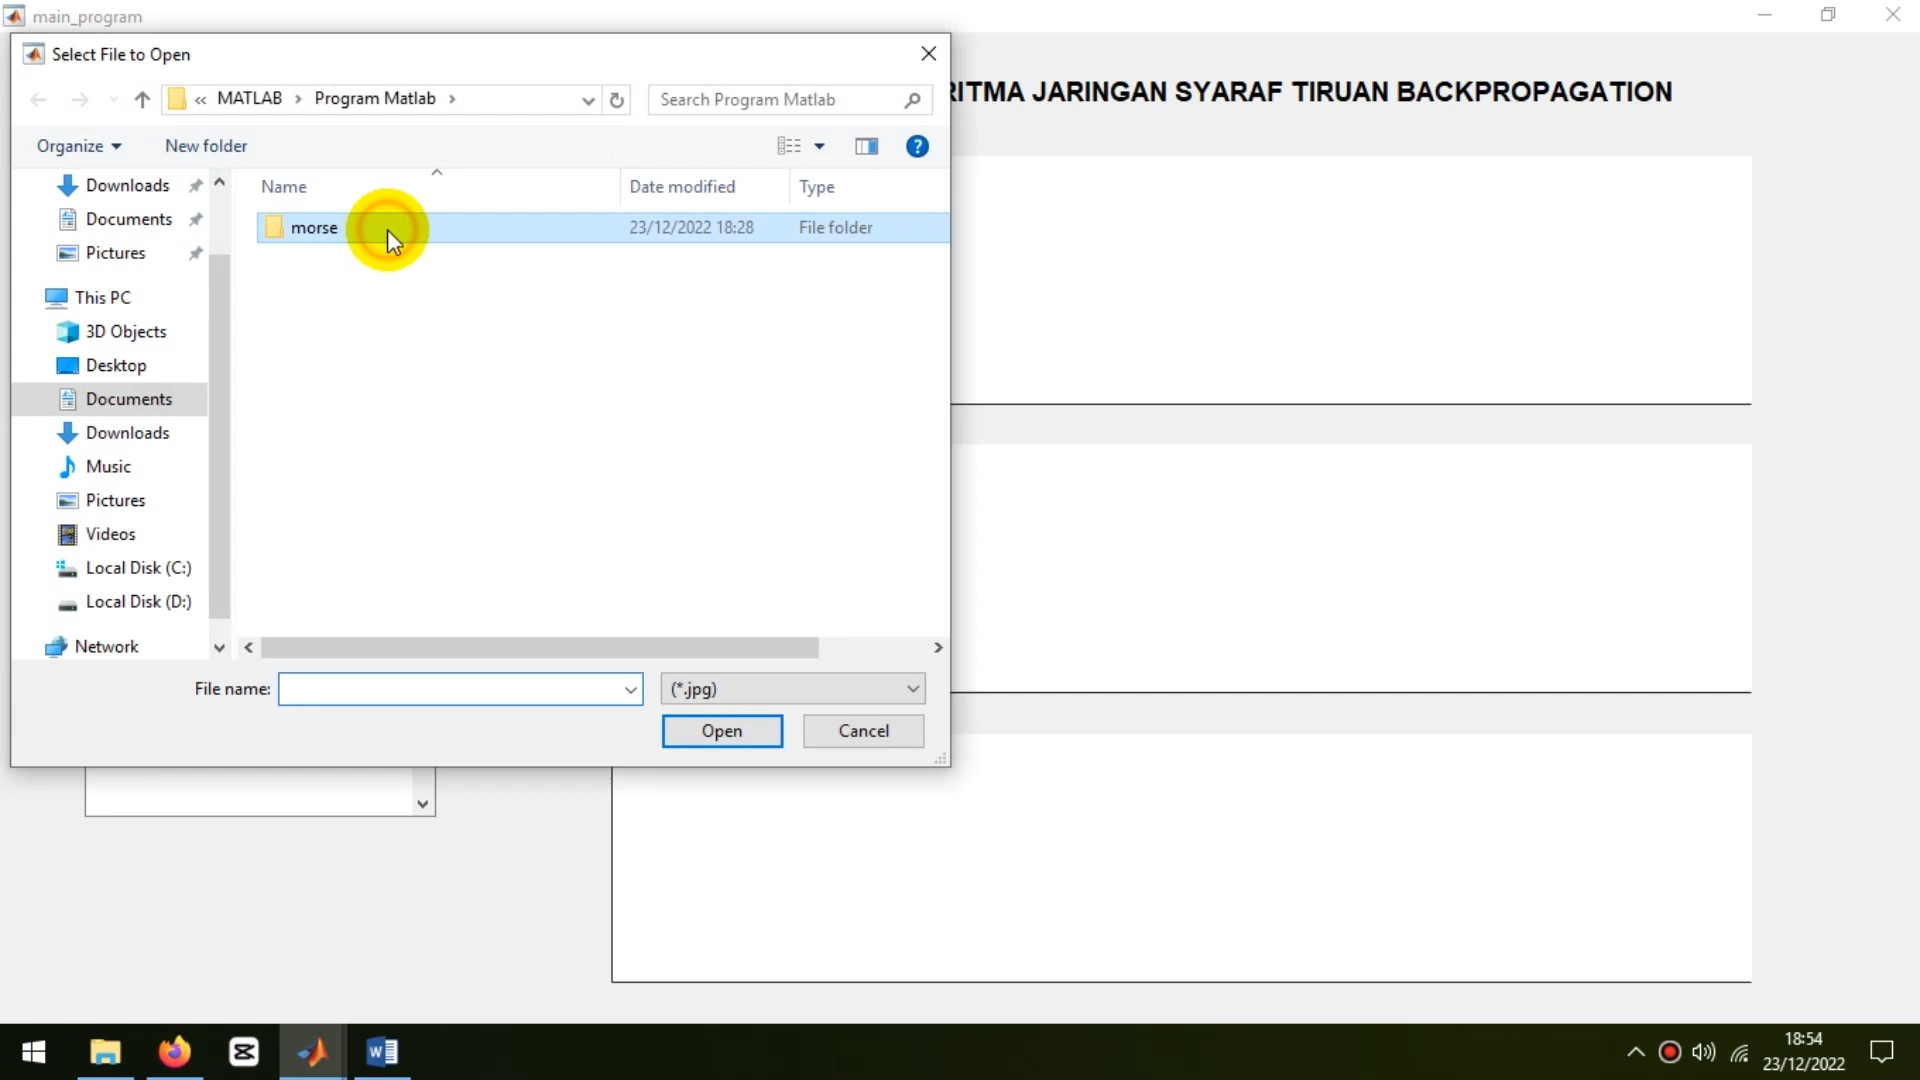 main_program
Select File to Open
« MATLAB › Program Matlab ›
Search Program Matlab
RITMA JARINGAN SYARAF TIRUAN BACKPROPAGATION
Organize
New folder
?
Name
Date modified
Type
morse
23/12/2022 18:28
File folder
Downloads
Documents
Pictures
This PC
3D Objects
Desktop
Documents
Downloads
Music
Pictures
Videos
Local Disk (C:)
Local Disk (D:)
Network
File name:
(*.jpg)
Open
Cancel
18:54
23/12/2022